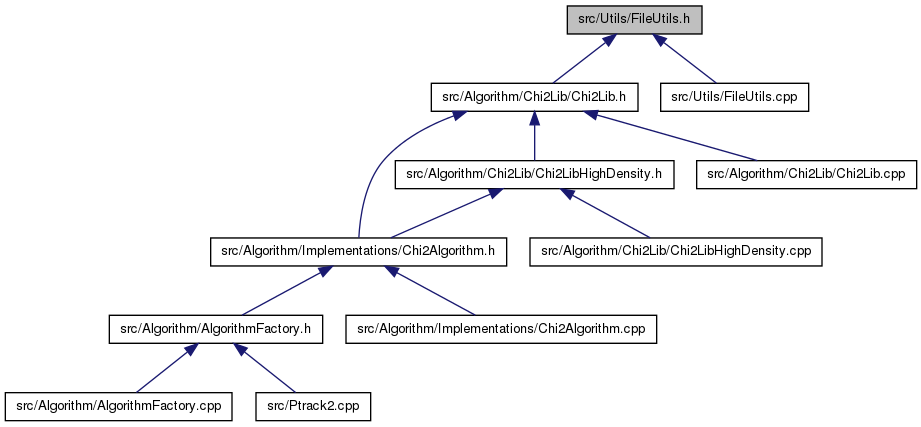 src/Utils/FileUtils.h
src/Algorithm/Chi2Lib/Chi2Lib.h
src/Utils/FileUtils.cpp
src/Algorithm/Chi2Lib/Chi2LibHighDensity.h
src/Algorithm/Chi2Lib/Chi2Lib.cpp
src/Algorithm/Implementations/Chi2Algorithm.h
src/Algorithm/Chi2Lib/Chi2LibHighDensity.cpp
src/Algorithm/AlgorithmFactory.h
src/Algorithm/Implementations/Chi2Algorithm.cpp
src/Algorithm/AlgorithmFactory.cpp
src/Ptrack2.cpp